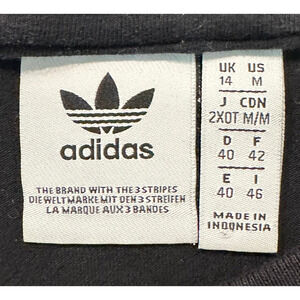 adidas
THE BRAND WITH THE 3 STRIPES
DIE WELTMARKE MIT DEN 3 STREIFEN
LA MARQUE AUX 3 BANDES
UK US
14 M
J CDN
2XOT M/M
D F
40 42
E I
40 46
MADE IN
INDONESIA